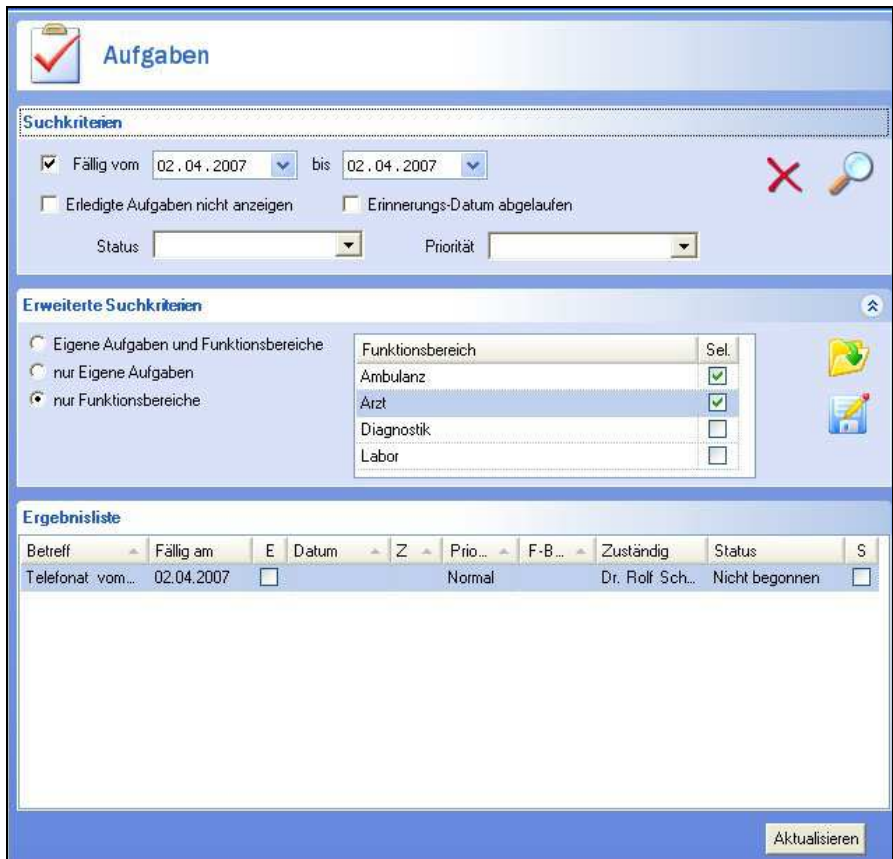 Aufgaben
Suchkriterien
Fällig vom 02.04.2007 bis 02.04.2007
Erledigte Aufgaben nicht anzeigen Erinnerungs-Datum abgelaufen
Status Priorität
Erweiterte Suchkriterien
Eigene Aufgaben und Funktionsbereiche
nur Eigene Aufgaben
nur Funktionsbereiche
Funktionsbereich Sel.
Ambulanz
Arzt
Diagnostik
Labor
Ergebnisliste
Betreff Fällig am E Datum Z Prio... F-B... Zuständig Status S
Telefonat vom... 02.04.2007 Normal Dr. Rolf Sch... Nicht begonnen
Aktualisieren